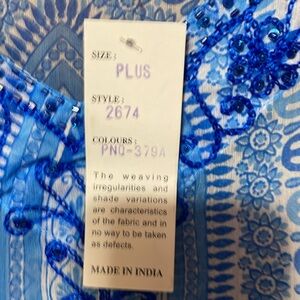 SIZE :
PLUS
STYLE :
2674
COLOURS :
PNO-379A
The weaving
irregularities and
shade variations
are characteristics
of the fabric and in
no way to be taken
as defects.
MADE IN INDIA